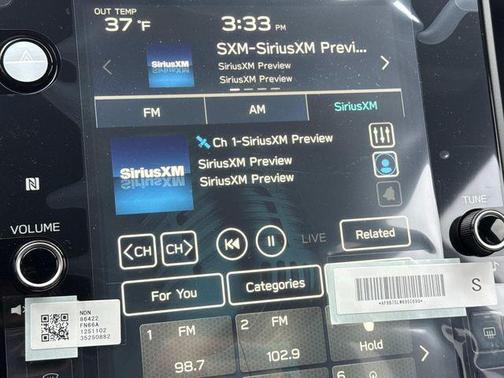 OUT TEMP
37 °F
3:33 PM
SXM-SiriusXM Previ...
SiriusXM
SiriusXM Preview
SiriusXM Preview
FM
AM
SiriusXM
Ch 1-SiriusXM Preview
SiriusXM
SiriusXM Preview
SiriusXM Preview
VOLUME
TUNE
<CH
CH>
LIVE
Related
For You
Categories
S
NDN
86422
FN66A
1251102
35250882
1
FM
98.7
2
FM
102.9
Hold